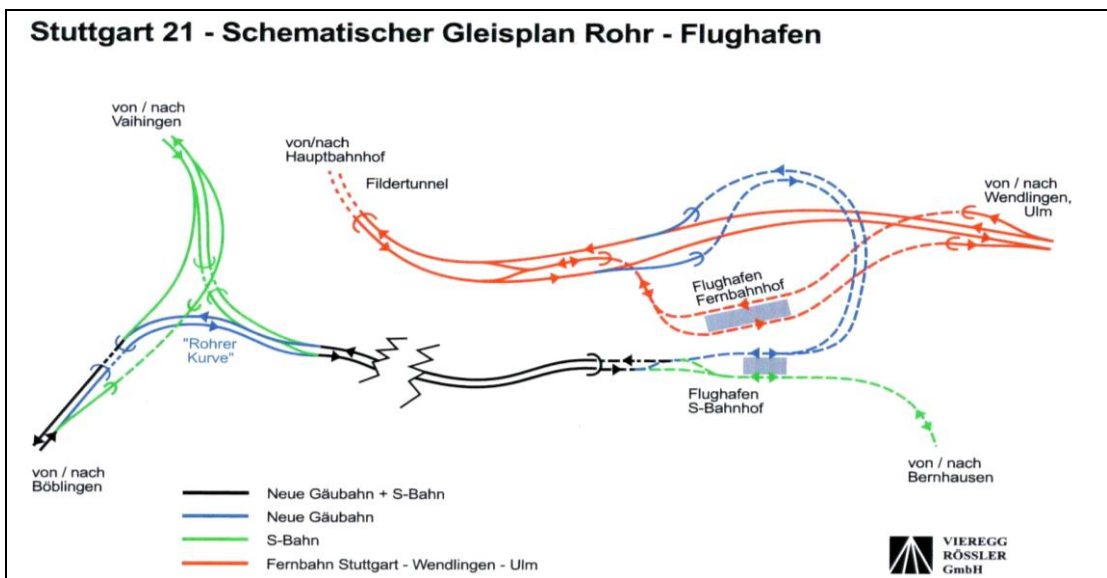 Stuttgart 21 - Schematischer Gleisplan Rohr - Flughafen
von / nach
Vaihingen
von/nach
Hauptbahnhof
Fildertunnel
von / nach
Wendlingen,
Ulm
Flughafen
Fernbahnhof
"Rohrer
Kurve"
Flughafen
S-Bahnhof
von / nach
Böblingen
von / nach
Bernhausen
Neue Gäubahn + S-Bahn
Neue Gäubahn
S-Bahn
Fernbahn Stuttgart - Wendlingen - Ulm
VIEREGG
RÖSSLER
GmbH